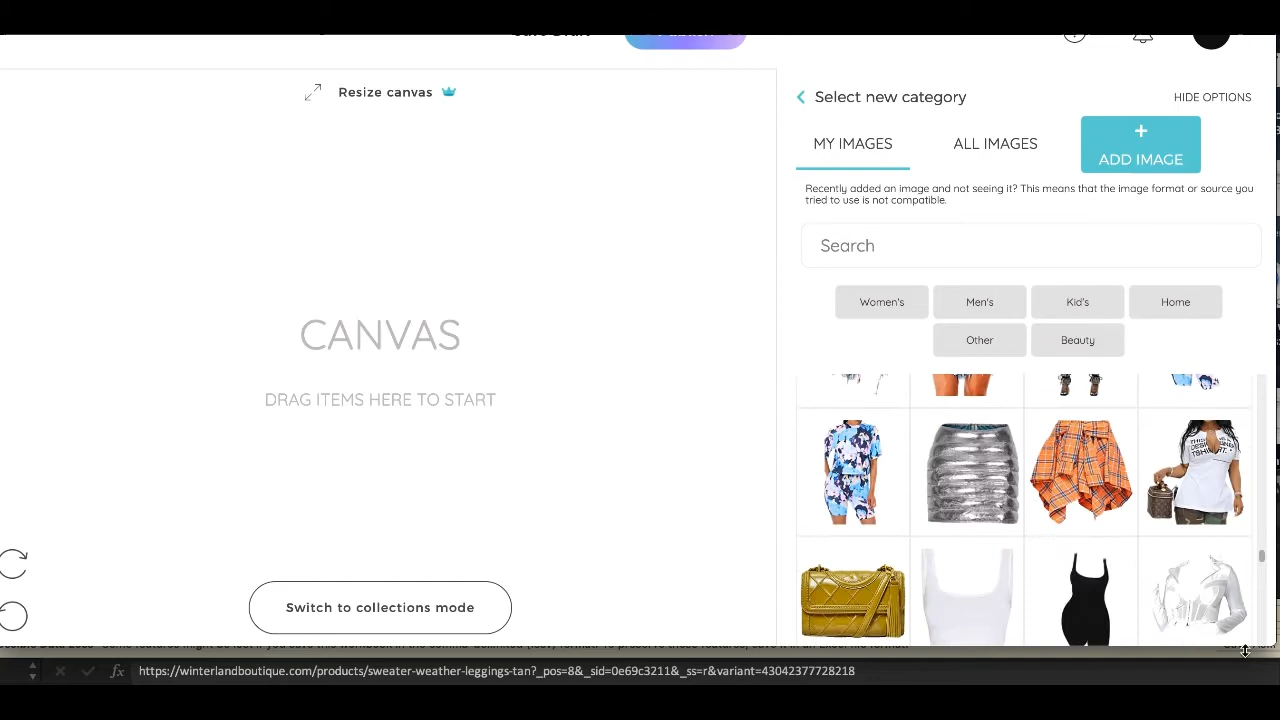 Resize canvas
Select new category
HIDE OPTIONS
MY IMAGES
ALL IMAGES
+
ADD IMAGE
Recently added an image and not seeing it? This means that the image format or source you
tried to use is not compatible.
Search
Women's
Men's
Kid's
Home
Other
Beauty
CANVAS
DRAG ITEMS HERE TO START
Switch to collections mode
fx
https://winterlandboutique.com/products/sweater-weather-leggings-tan?_pos=8&_sid=0e69c3211&_ss=r&variant=43042377728218